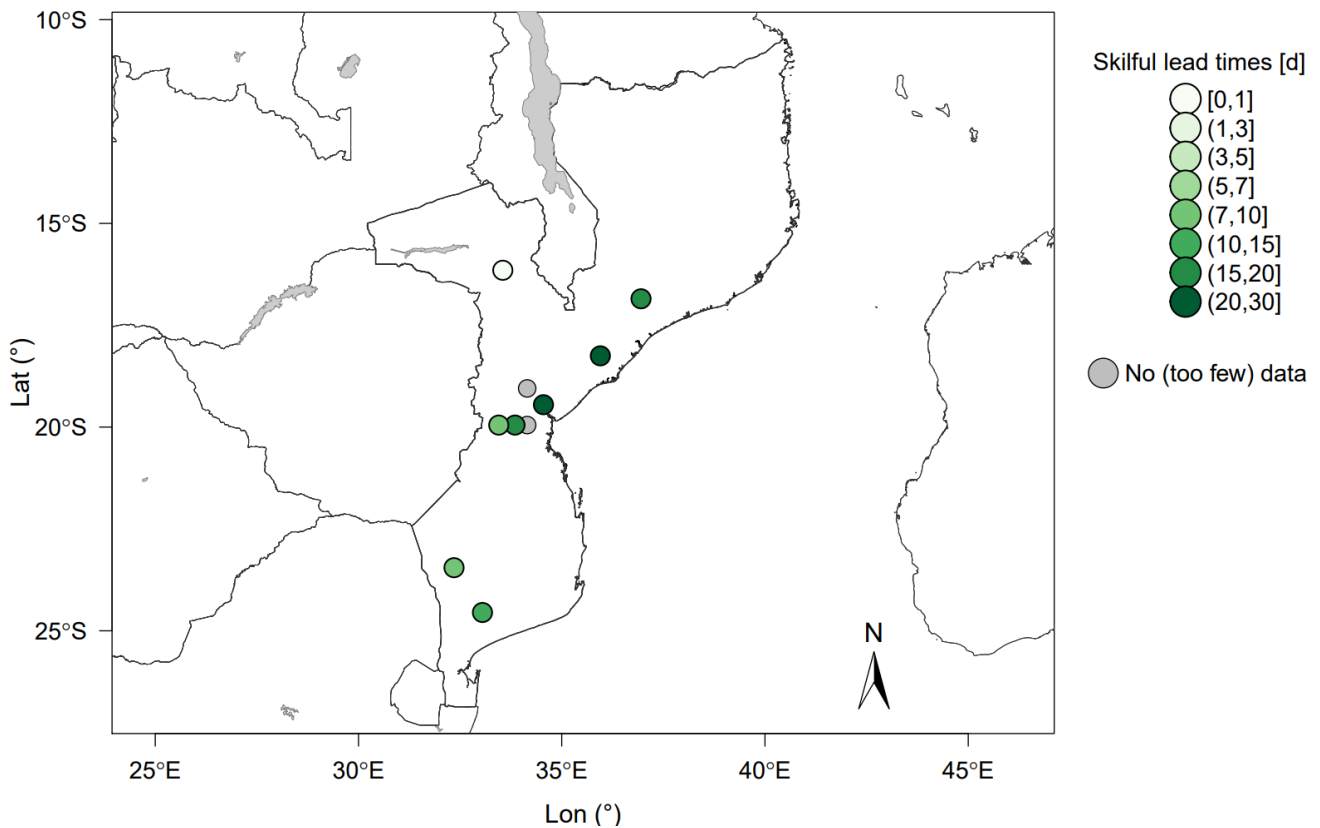 10°S
15°S
20°S
25°S
Lat (°)
25°E
30°E
35°E
40°E
45°E
Lon (°)
N
Skilful lead times [d]
[0,1]
(1,3]
(3,5]
(5,7]
(7,10]
(10,15]
(15,20]
(20,30]
No (too few) data